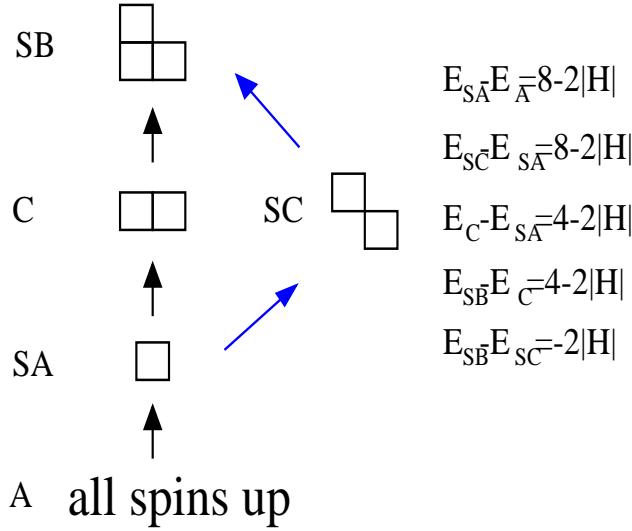 SB
C
SC
SA
A all spins up
E_SA-E_A=8-2|H|
E_SC-E_SA=8-2|H|
E_C-E_SA=4-2|H|
E_SB-E_C=4-2|H|
E_SB-E_SC=-2|H|